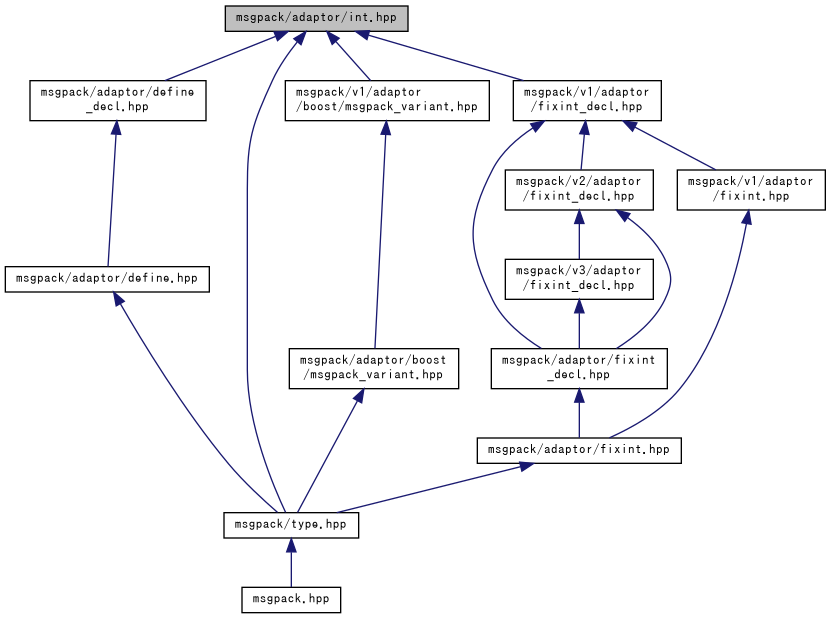 msgpack/adaptor/int.hpp
msgpack/adaptor/define
_decl.hpp
msgpack/v1/adaptor
/boost/msgpack_variant.hpp
msgpack/v1/adaptor
/fixint_decl.hpp
msgpack/v2/adaptor
/fixint_decl.hpp
msgpack/v1/adaptor
/fixint.hpp
msgpack/adaptor/define.hpp
msgpack/v3/adaptor
/fixint_decl.hpp
msgpack/adaptor/boost
/msgpack_variant.hpp
msgpack/adaptor/fixint
_decl.hpp
msgpack/adaptor/fixint.hpp
msgpack/type.hpp
msgpack.hpp